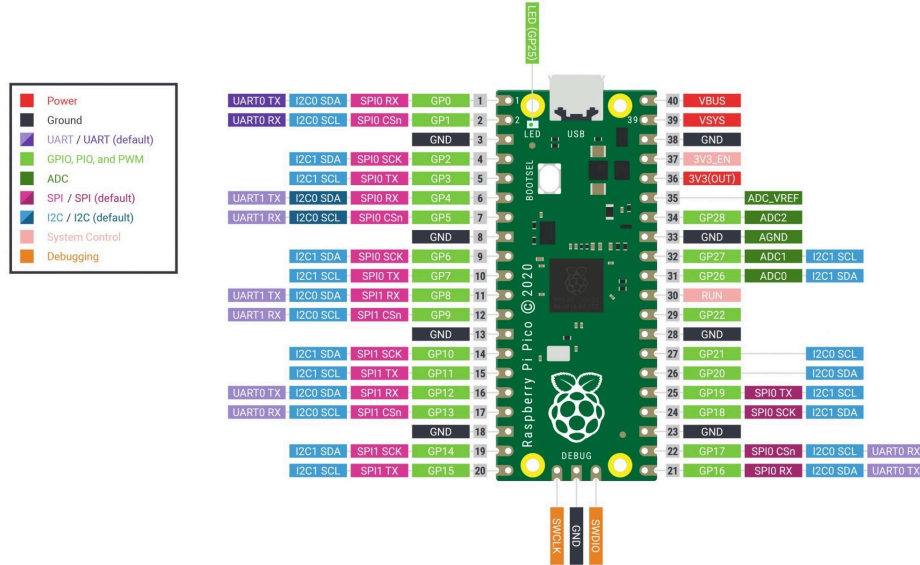 LED (GP25)
Power
Ground
UART / UART (default)
GPIO, PIO, and PWM
ADC
SPI / SPI (default)
I2C / I2C (default)
System Control
Debugging
UART0 TX I2C0 SDA SPI0 RX GP0 1
UART0 RX I2C0 SCL SPI0 CSn GP1 2
GND 3
I2C1 SDA SPI0 SCK GP2 4
I2C1 SCL SPI0 TX GP3 5
UART1 TX I2C0 SDA SPI0 RX GP4 6
UART1 RX I2C0 SCL SPI0 CSn GP5 7
GND 8
I2C1 SDA SPI0 SCK GP6 9
I2C1 SCL SPI0 TX GP7 10
UART1 TX I2C0 SDA SPI1 RX GP8 11
UART1 RX I2C0 SCL SPI1 CSn GP9 12
GND 13
I2C1 SDA SPI1 SCK GP10 14
I2C1 SCL SPI1 TX GP11 15
UART0 TX I2C0 SDA SPI1 RX GP12 16
UART0 RX I2C0 SCL SPI1 CSn GP13 17
GND 18
I2C1 SDA SPI1 SCK GP14 19
I2C1 SCL SPI1 TX GP15 20
1
2
39
LED
USB
BOOTSEL
Raspberry Pi Pico © 2020
DEBUG
40 VBUS
39 VSYS
38 GND
37 3V3_EN
36 3V3(OUT)
35 ADC_VREF
34 GP28 ADC2
33 GND AGND
32 GP27 ADC1 I2C1 SCL
31 GP26 ADC0 I2C1 SDA
30 RUN
29 GP22
28 GND
27 GP21 I2C0 SCL
26 GP20 I2C0 SDA
25 GP19 SPI0 TX I2C1 SCL
24 GP18 SPI0 SCK I2C1 SDA
23 GND
22 GP17 SPI0 CSn I2C0 SCL UART0 RX
21 GP16 SPI0 RX I2C0 SDA UART0 TX
SWCLK
GND
SWDIO